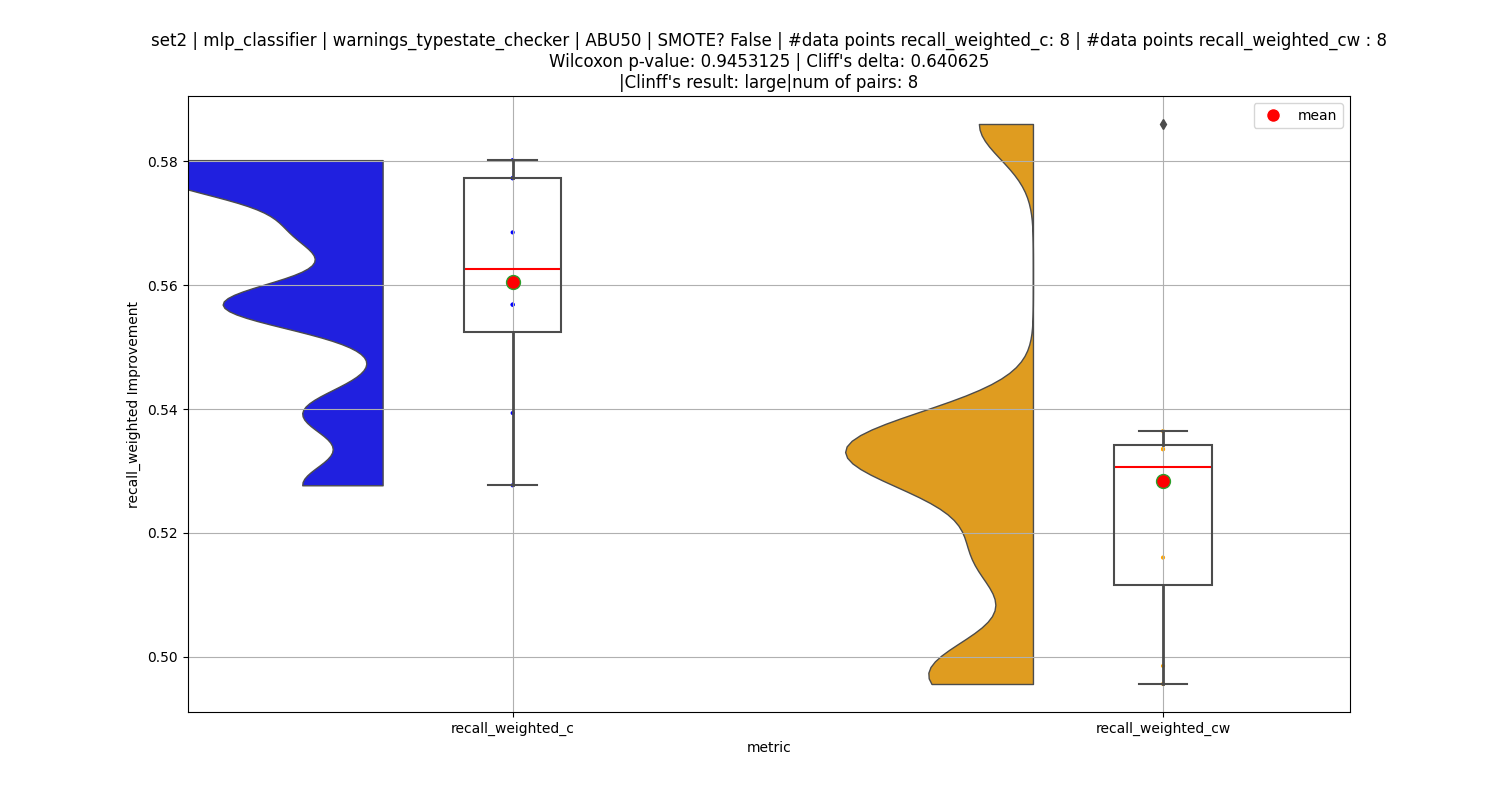 set2 | mlp_classifier | warnings_typestate_checker | ABU50 | SMOTE? False | #data points recall_weighted_c: 8 | #data points recall_weighted_cw : 8
Wilcoxon p-value: 0.9453125 | Cliff's delta: 0.640625
|Clinff's result: large|num of pairs: 8
mean
0.58
0.56
0.54
0.52
0.50
recall_weighted Improvement
recall_weighted_c
recall_weighted_cw
metric